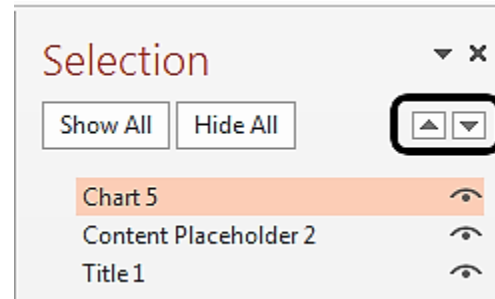 Selection
Show All Hide All
Chart 5
Content Placeholder 2
Title 1